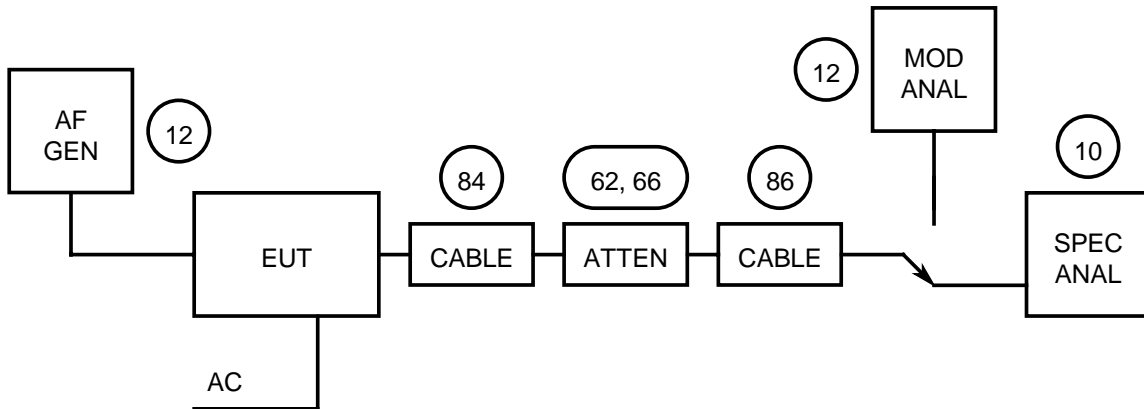 MOD
ANAL
12
AF
GEN
12
10
84
62, 66
86
EUT
CABLE
ATTEN
CABLE
SPEC
ANAL
AC